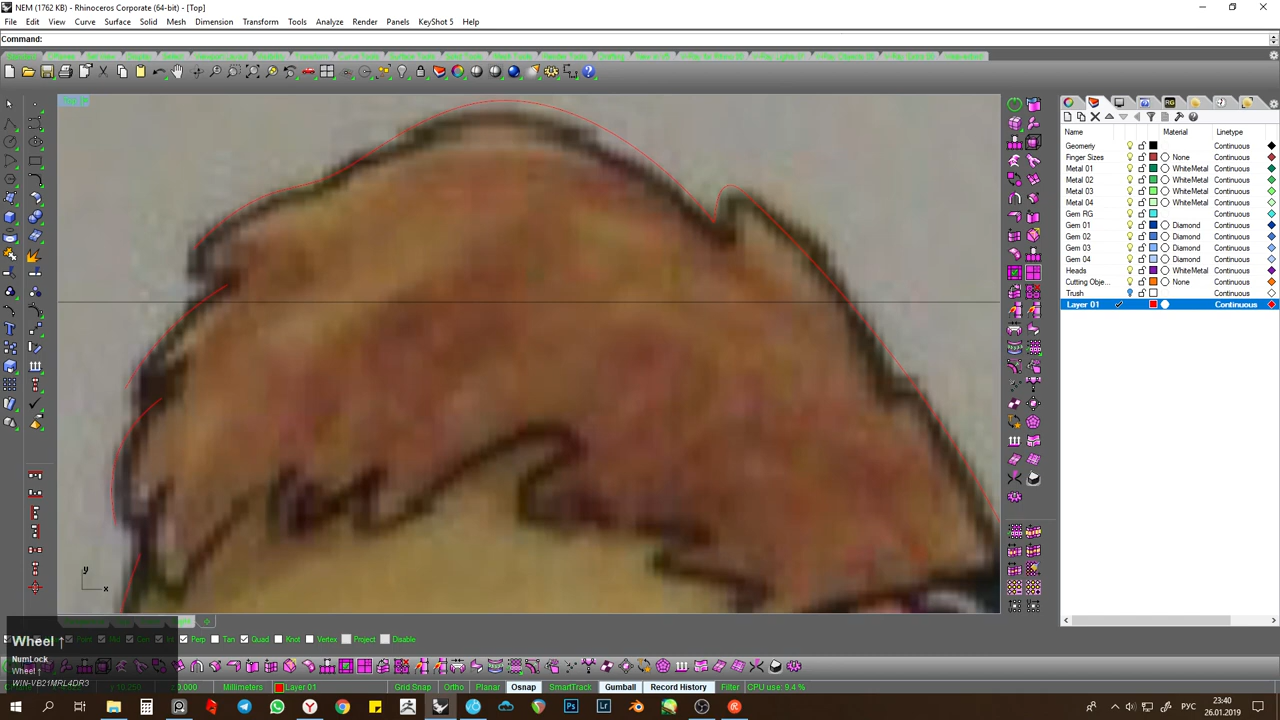 NEM (1762 KB) - Rhinoceros Corporate (64-bit) - [Top]
File Edit View Curve Surface Solid Mesh Dimension Transform Tools Analyze Render Panels KeyShot 5 Help
Command:
Name Material Linetype
Geomeriy Continuous
Finger Sizes None Continuous
Metal 01 WhiteMetal Continuous
Metal 02 WhiteMetal Continuous
Metal 03 WhiteMetal Continuous
Metal 04 WhiteMetal Continuous
Gem RG Continuous
Gem 01 Diamond Continuous
Gem 02 Diamond Continuous
Gem 03 Diamond Continuous
Gem 04 Diamond Continuous
Heads WhiteMetal Continuous
Cutting Obje... None Continuous
Trush Continuous
Layer 01 Continuous
y
x
Wheel ↑
NumLock
Wheel ↑
WIN-VB21MRL4DR3
Perp Tan Quad Knot Vertex Project Disable
Millimeters Layer 01 Grid Snap Ortho Planar Osnap SmartTrack Gumball Record History Filter CPU use: 9.4 %
РУС
23:40
26.01.2019